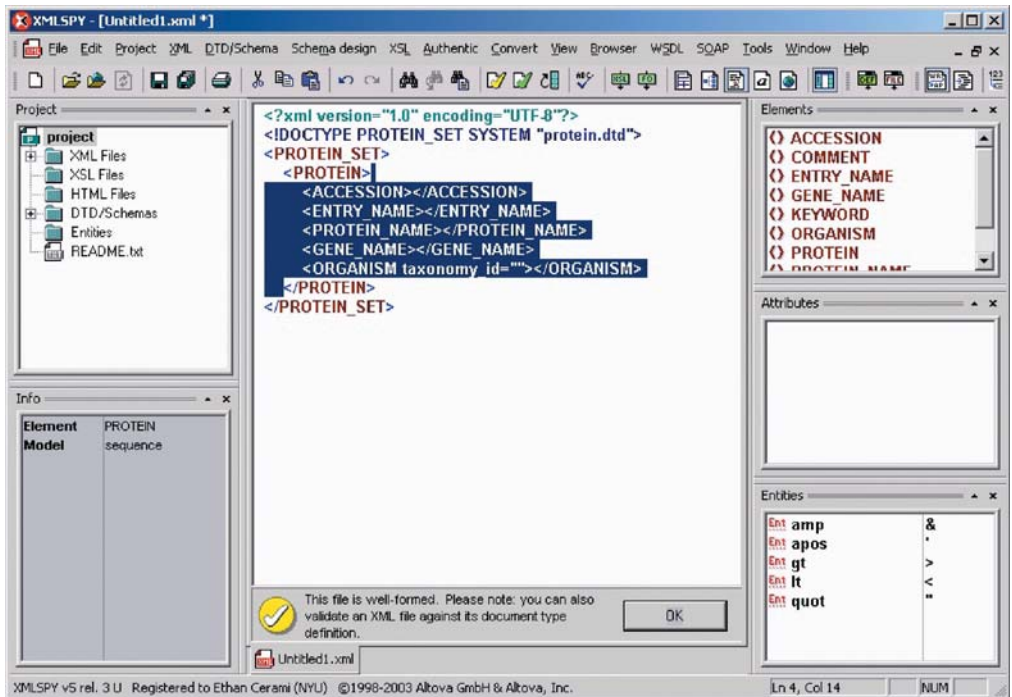 XMLSPY - [Untitled1.xml *]
File Edit Project XML DTD/Schema Schema design XSL Authentic Convert View Browser WSDL SOAP Tools Window Help
Project
project
XML Files
XSL Files
HTML Files
DTD/Schemas
Entities
README.txt
Info
Element PROTEIN
Model sequence
<?xml version="1.0" encoding="UTF-8"?>
<!DOCTYPE PROTEIN_SET SYSTEM "protein.dtd">
<PROTEIN_SET>
<PROTEIN>
<ACCESSION></ACCESSION>
<ENTRY_NAME></ENTRY_NAME>
<PROTEIN_NAME></PROTEIN_NAME>
<GENE_NAME></GENE_NAME>
<ORGANISM taxonomy_id=""></ORGANISM>
</PROTEIN>
</PROTEIN_SET>
This file is well-formed. Please note: you can also
validate an XML file against its document type
definition.
OK
Untitled1.xml
Elements
<> ACCESSION
<> COMMENT
<> ENTRY_NAME
<> GENE_NAME
<> KEYWORD
<> ORGANISM
<> PROTEIN
<> PROTEIN_NAME
Attributes
Entities
Ent amp &
Ent apos '
Ent gt >
Ent lt <
Ent quot "
XMLSPY v5 rel. 3 U Registered to Ethan Cerami (NYU) ©1998-2003 Altova GmbH & Altova, Inc. Ln 4, Col 14 NUM